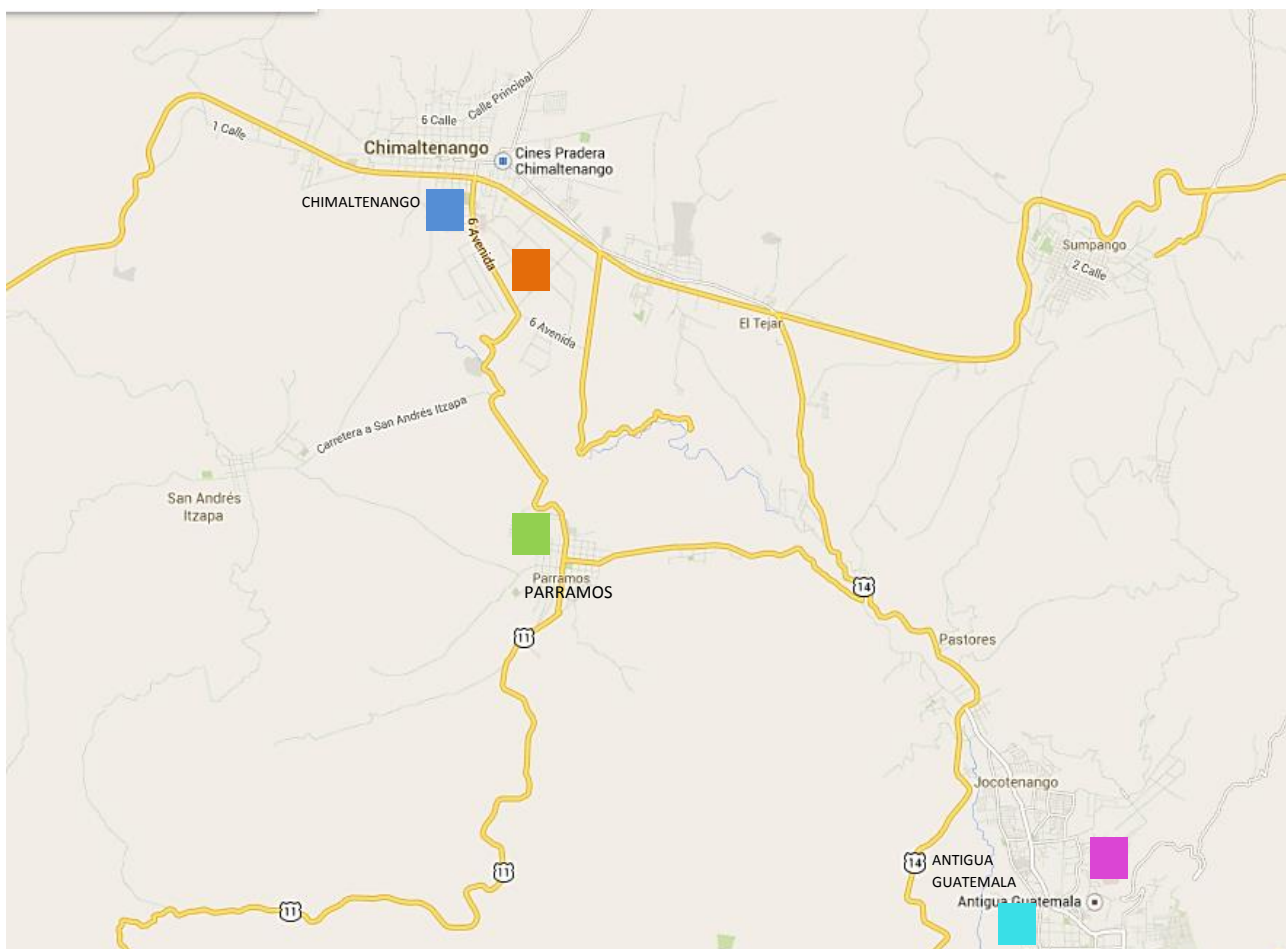 Calle Principal
6 Calle
1 Calle
Chimaltenango
Cines Pradera
Chimaltenango
CHIMALTENANGO
6 Avenida
Sumpango
2 Calle
El Tejar
6 Avenida
Carretera a San Andrés Itzapa
San Andrés
Itzapa
Parramos
PARRAMOS
14
11
Pastores
Jocotenango
14
ANTIGUA
GUATEMALA
11
Antigua Guatemala
11